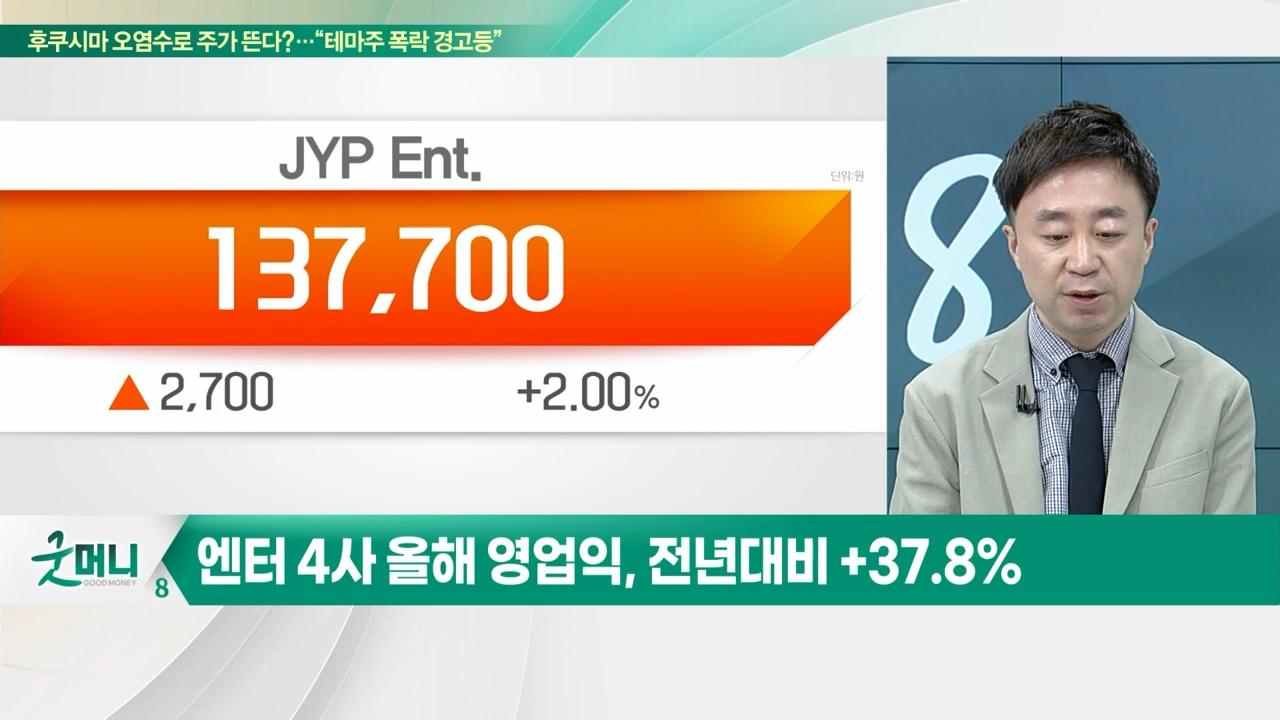 후쿠시마 오염수로 주가 뜬다?…“테마주 폭락 경고등”
JYP Ent.
단위:원
137,700
▲ 2,700
+2.00%
8
굿머니
GOOD MONEY
8
엔터 4사 올해 영업익, 전년대비 +37.8%